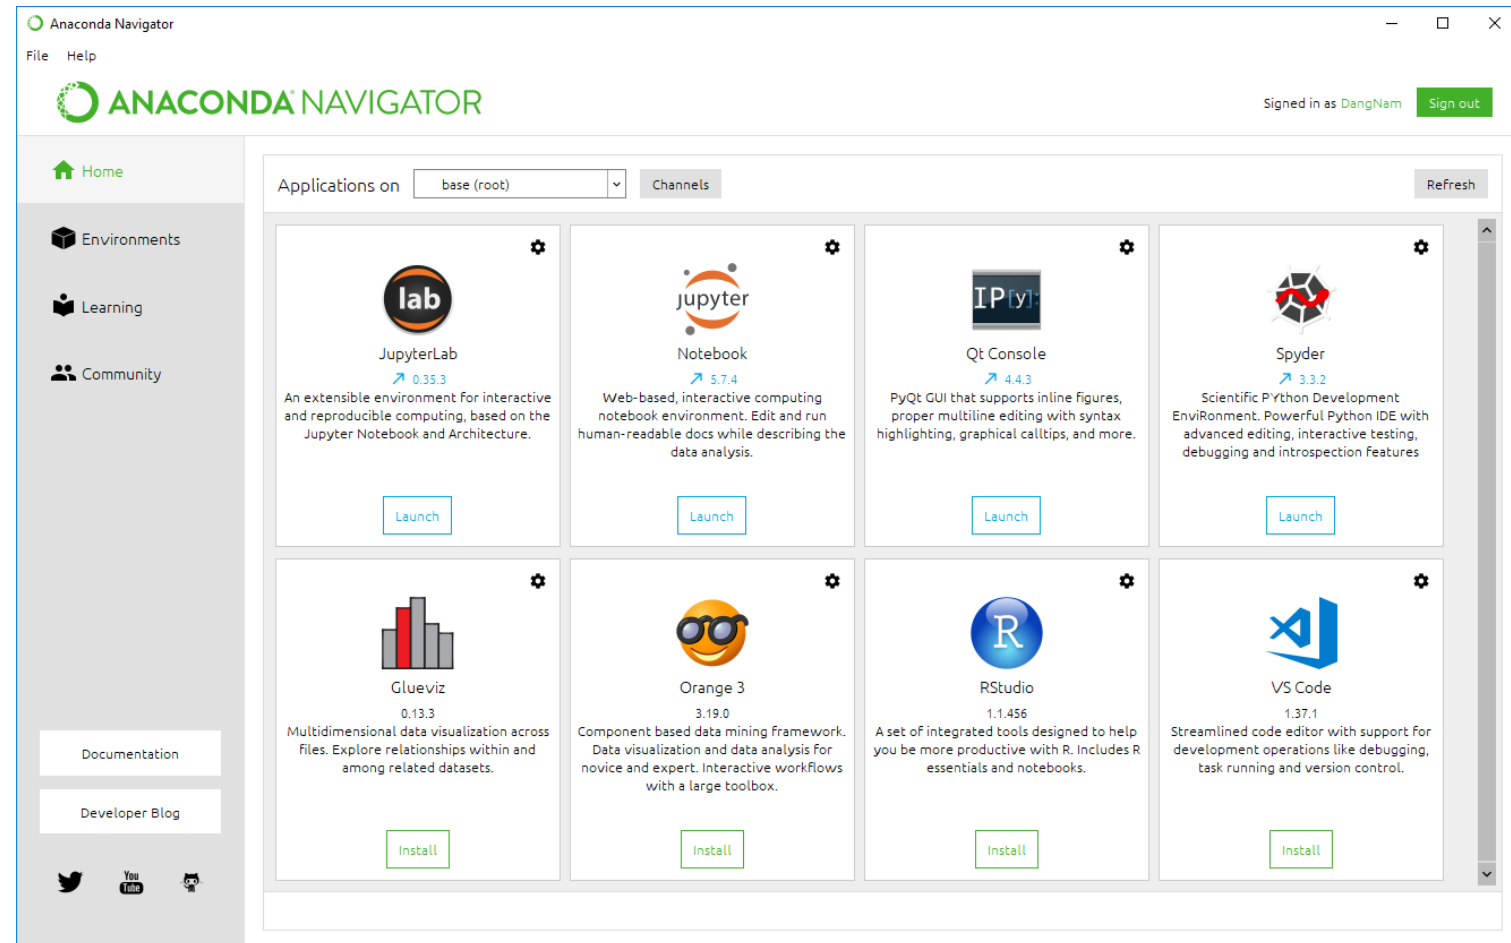 Anaconda Navigator
File Help
ANACONDA NAVIGATOR
Signed in as DangNam Sign out
Home
Environments
Learning
Community
Documentation
Developer Blog
You
Tube
Applications on base (root) Channels Refresh
lab
JupyterLab
0.35.3
An extensible environment for interactive
and reproducible computing, based on the
Jupyter Notebook and Architecture.
Launch
jupyter
Notebook
5.7.4
Web-based, interactive computing
notebook environment. Edit and run
human-readable docs while describing the
data analysis.
Launch
IP[y]:
Qt Console
4.4.3
PyQt GUI that supports inline figures,
proper multiline editing with syntax
highlighting, graphical calltips, and more.
Launch
Spyder
3.3.2
Scientific PYthon Development
EnviRonment. Powerful Python IDE with
advanced editing, interactive testing,
debugging and introspection features
Launch
Glueviz
0.13.3
Multidimensional data visualization across
files. Explore relationships within and
among related datasets.
Install
Orange 3
3.19.0
Component based data mining framework.
Data visualization and data analysis for
novice and expert. Interactive workflows
with a large toolbox.
Install
R
RStudio
1.1.456
A set of integrated tools designed to help
you be more productive with R. Includes R
essentials and notebooks.
Install
VS Code
1.37.1
Streamlined code editor with support for
development operations like debugging,
task running and version control.
Install